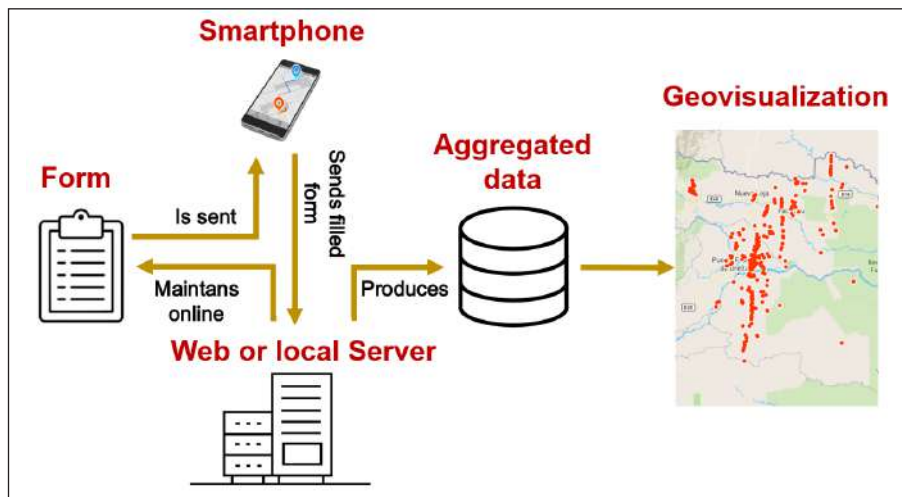 Smartphone
Geovisualization
Aggregated
data
Form
Is sent
Sends filled
form
Maintans
online
Produces
Web or local Server